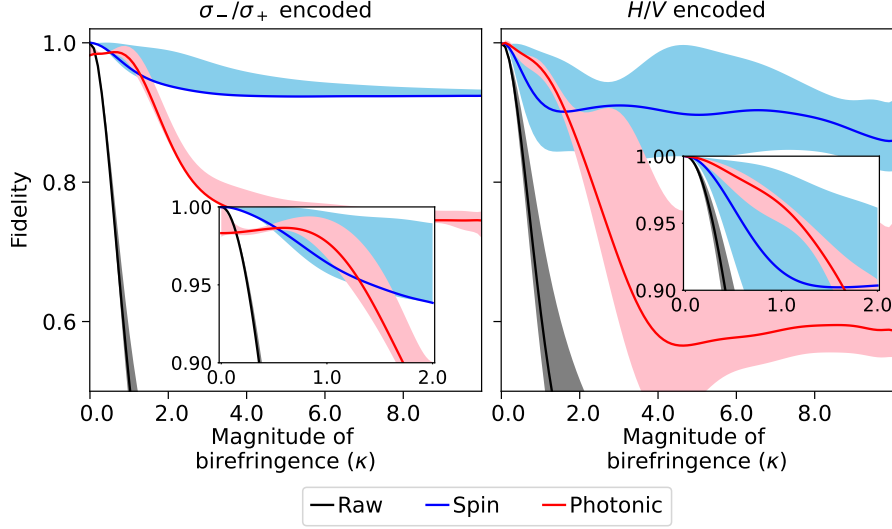 σ₋/σ₊ encoded
H/V encoded
Fidelity
1.0
0.8
0.6
1.00
0.95
0.90
0.0
1.0
2.0
1.00
0.95
0.90
0.0
1.0
2.0
0.0
2.0
4.0
6.0
8.0
0.0
2.0
4.0
6.0
8.0
Magnitude of
birefringence (κ)
Magnitude of
birefringence (κ)
Raw
Spin
Photonic